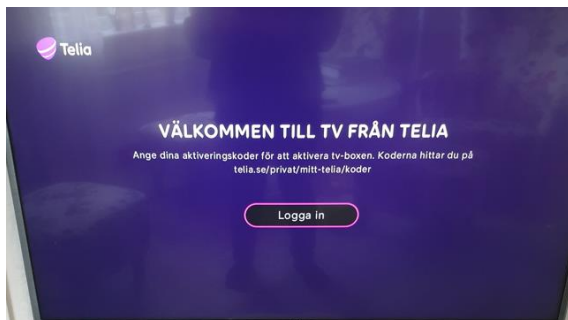 Telia
VÄLKOMMEN TILL TV FRÅN TELIA
Ange dina aktiveringskoder för att aktivera tv-boxen. Koderna hittar du på
telia.se/privat/mitt-telia/koder
Logga in